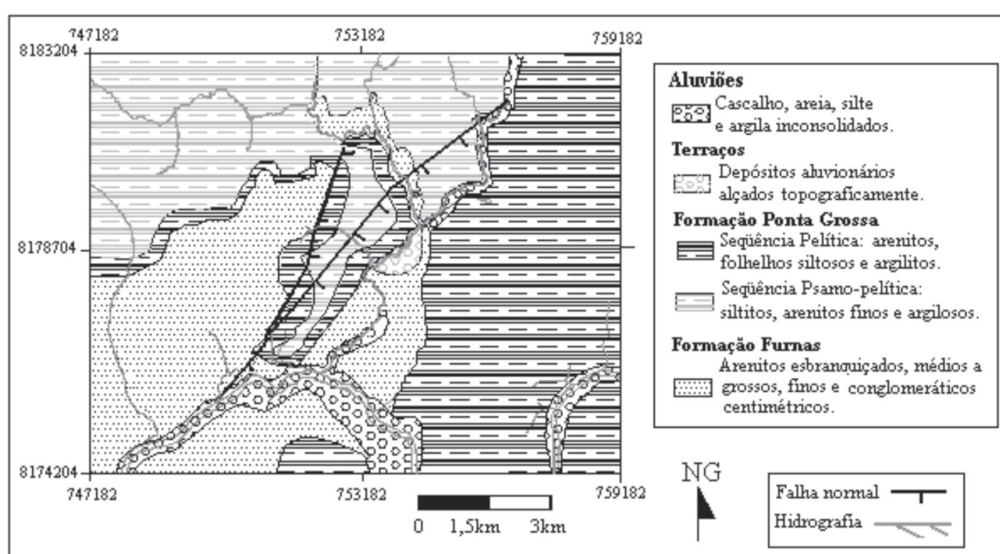 747182
753182
759182
8183204
8178704
8174204
747182
753182
759182
Aluviões
Cascalho, areia, silte
e argila inconsolidados.
Terraços
Depósitos aluvionários
alçados topograficamente.
Formação Ponta Grossa
Seqüência Pelítica: arenitos,
folhelhos siltosos e argilitos.
Seqüência Psamo-pelítica:
siltitos, arenitos finos e argilosos.
Formação Furnas
Arenitos esbranquiçados, médios a
grossos, finos e conglomeráticos
centimétricos.
0 1,5km 3km
NG
Falha normal
Hidrografia